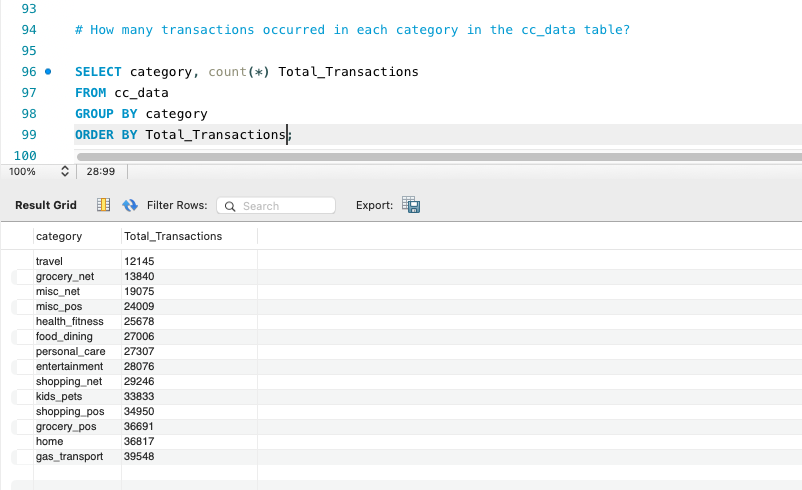 93
94 # How many transactions occurred in each category in the cc_data table?
95
96 SELECT category, count(*) Total_Transactions
97 FROM cc_data
98 GROUP BY category
99 ORDER BY Total_Transactions;
100
100% 28:99
Result Grid Filter Rows: Search Export:
category Total_Transactions
travel 12145
grocery_net 13840
misc_net 19075
misc_pos 24009
health_fitness 25678
food_dining 27006
personal_care 27307
entertainment 28076
shopping_net 29246
kids_pets 33833
shopping_pos 34950
grocery_pos 36691
home 36817
gas_transport 39548